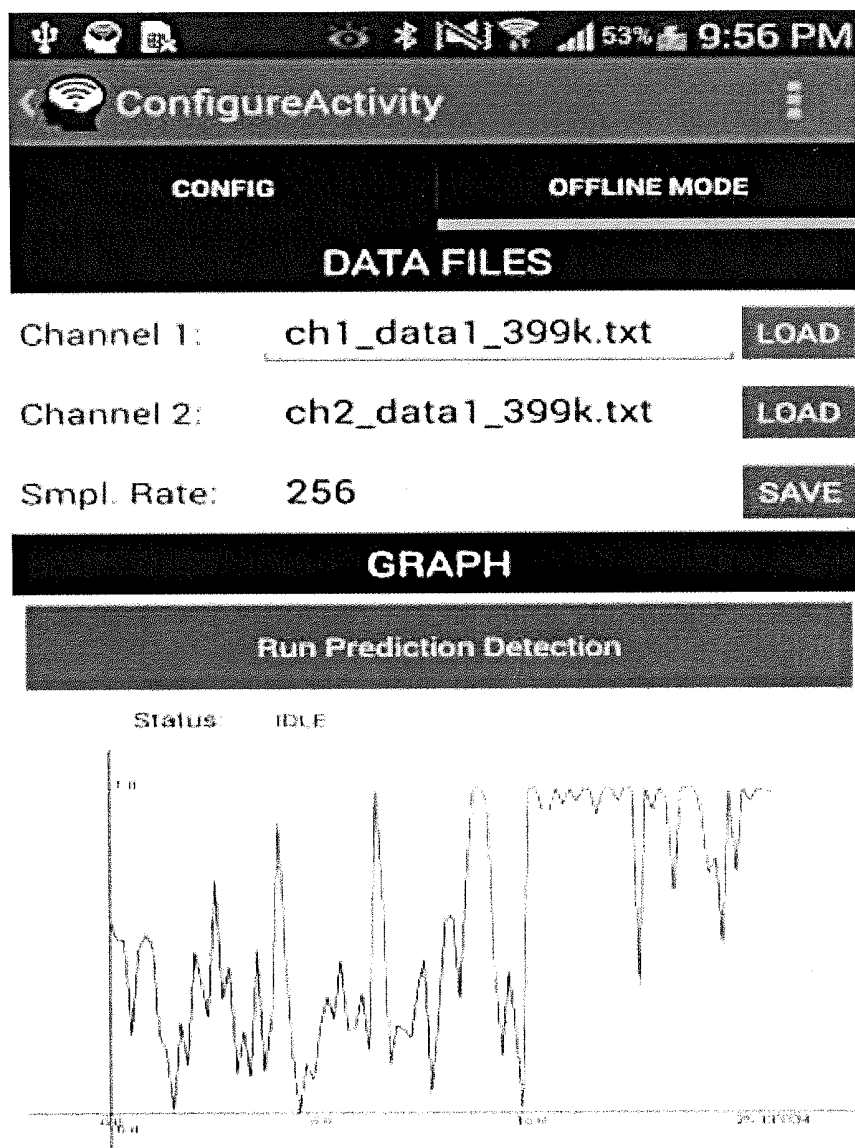 53% 9:56 PM
ConfigureActivity
CONFIG
OFFLINE MODE
DATA FILES
Channel 1: ch1_data1_399k.txt LOAD
Channel 2: ch2_data1_399k.txt LOAD
Smpl. Rate: 256 SAVE
GRAPH
Run Prediction Detection
Status: IDLE